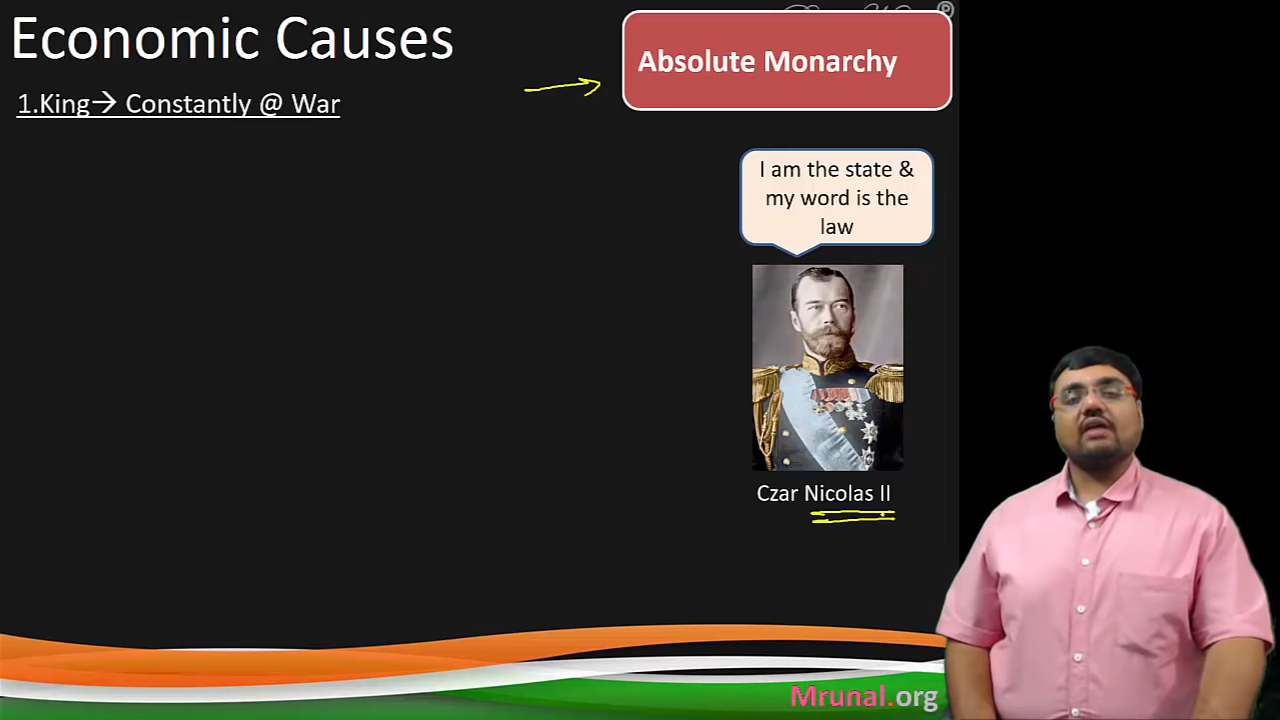 Economic Causes
®
Absolute Monarchy
1.King→ Constantly @ War
I am the state &
my word is the
law
Czar Nicolas II
Mrunal.org